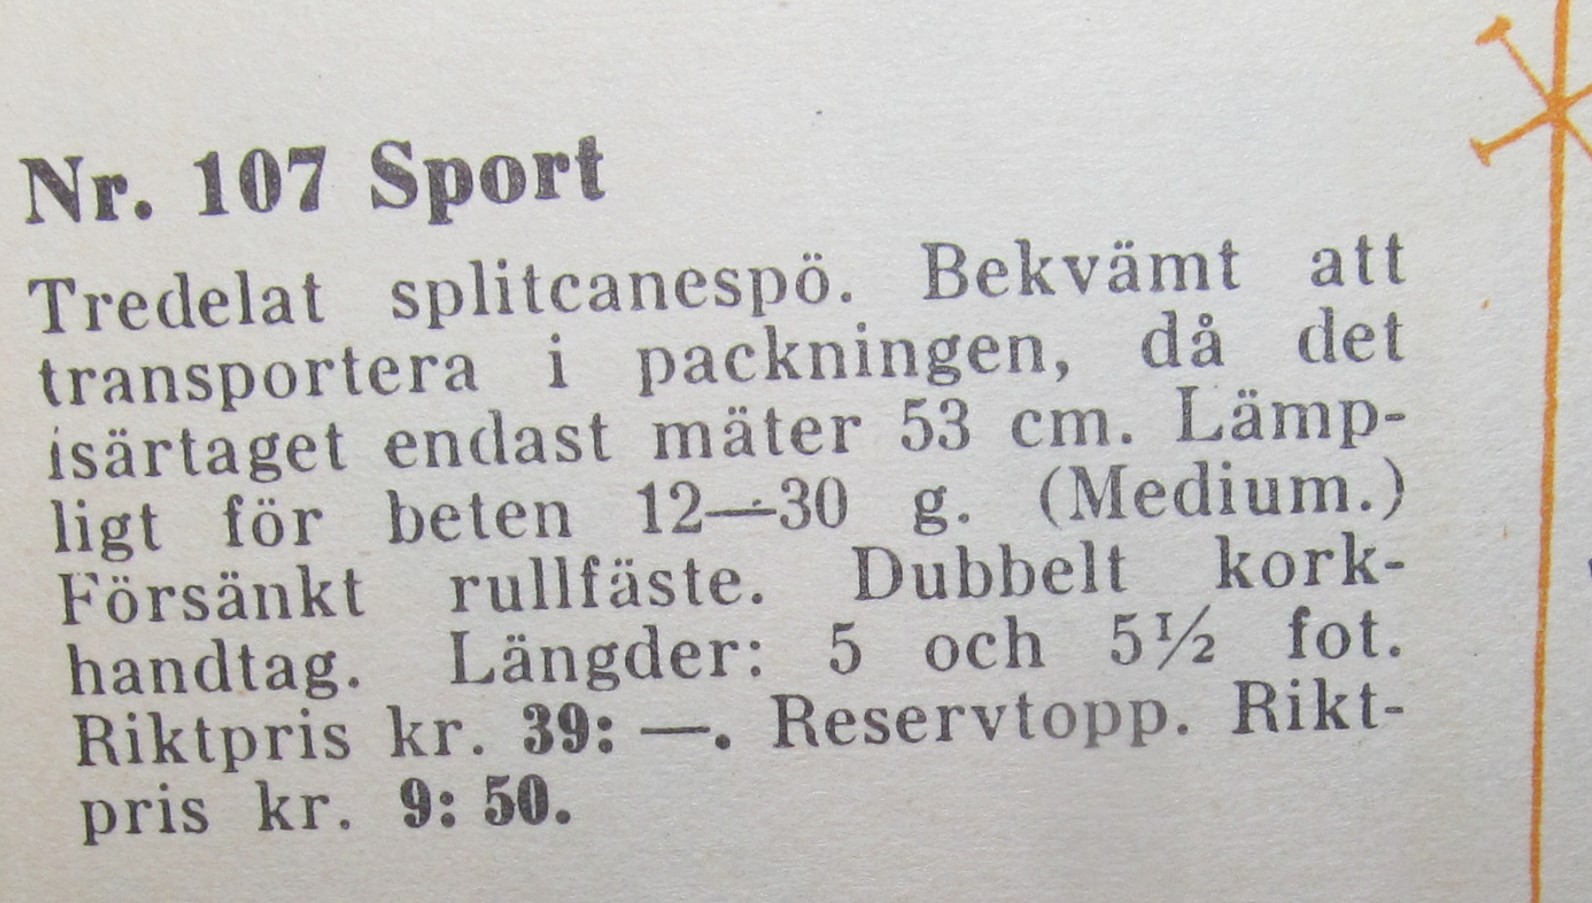 Nr. 107 Sport
Tredelat splitcanespö. Bekvämt att
transportera i packningen, då det
isärtaget endast mäter 53 cm. Lämp-
ligt för beten 12—30 g. (Medium.)
Försänkt rullfäste. Dubbelt kork-
handtag. Längder: 5 och 5½ fot.
Riktpris kr. 39: —. Reservtopp. Rikt-
pris kr. 9: 50.